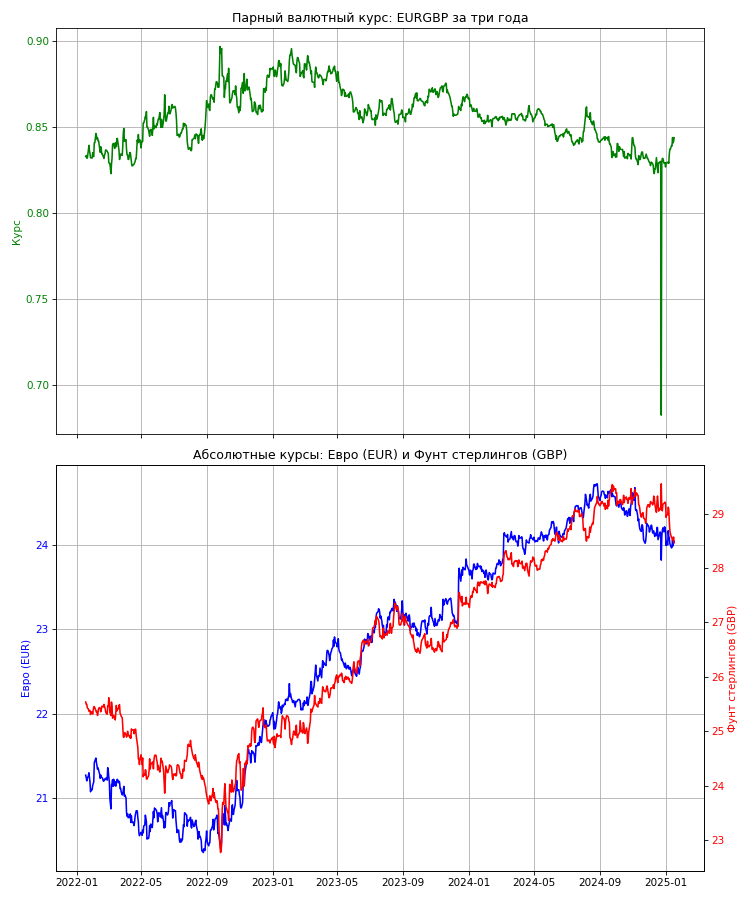 Парный валютный курс: EURGBP за три года
0.90
0.85
0.80
0.75
0.70
Курс
Абсолютные курсы: Евро (EUR) и Фунт стерлингов (GBP)
24
23
22
21
Евро (EUR)
29
28
27
26
25
24
23
Фунт стерлингов (GBP)
2022-01 2022-05 2022-09 2023-01 2023-05 2023-09 2024-01 2024-05 2024-09 2025-01